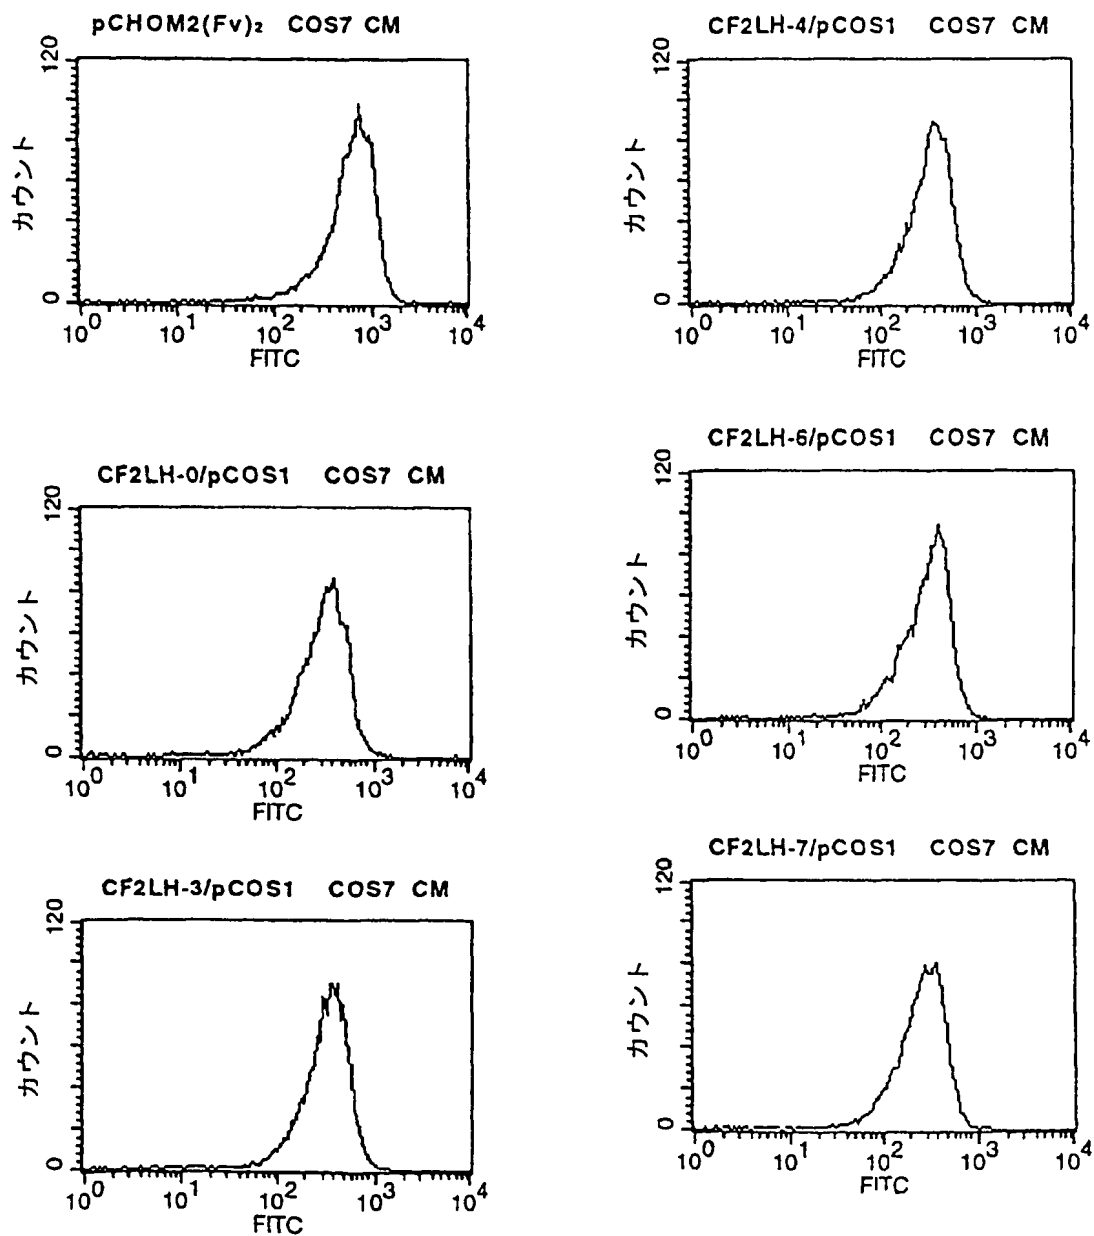 pCHOM2(Fv)₂ COS7 CM
120
カウント
0
10⁰ 10¹ 10² 10³ 10⁴
FITC
CF2LH-0/pCOS1 COS7 CM
120
カウント
0
10⁰ 10¹ 10² 10³ 10⁴
FITC
CF2LH-3/pCOS1 COS7 CM
120
カウント
0
10⁰ 10¹ 10² 10³ 10⁴
FITC
CF2LH-4/pCOS1 COS7 CM
120
カウント
0
10⁰ 10¹ 10² 10³ 10⁴
FITC
CF2LH-6/pCOS1 COS7 CM
120
カウント
0
10⁰ 10¹ 10² 10³ 10⁴
FITC
CF2LH-7/pCOS1 COS7 CM
120
カウント
0
10⁰ 10¹ 10² 10³ 10⁴
FITC